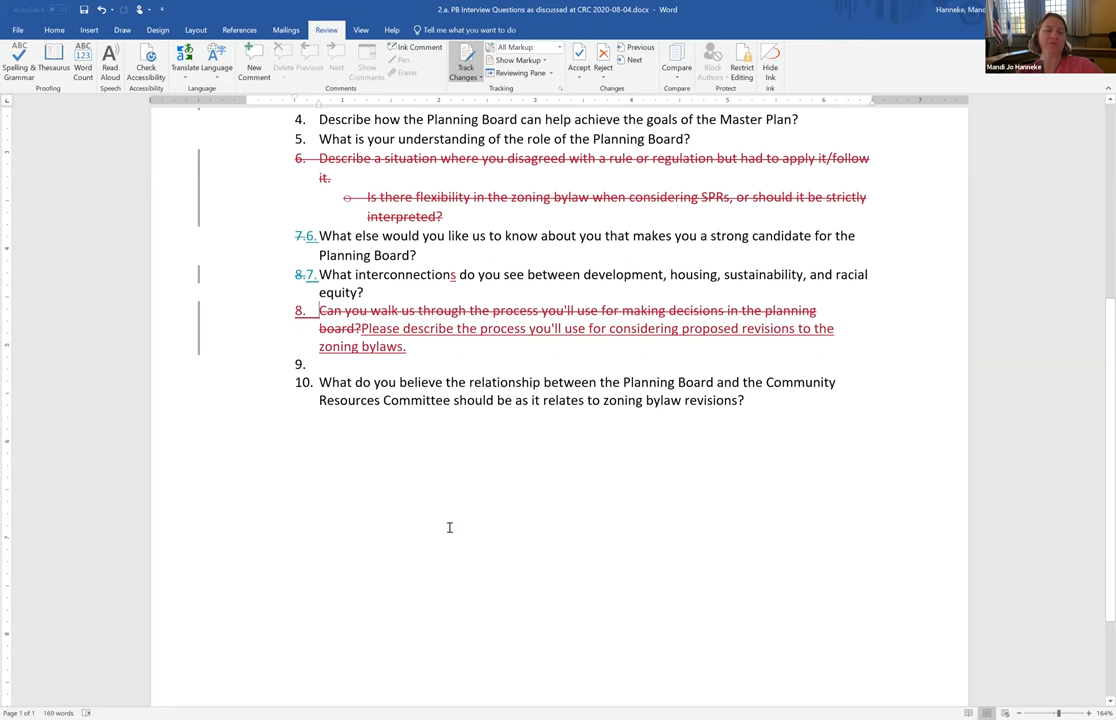 AutoSave Off
2.a. PB Interview Questions as discussed at CRC 2020-08-04.docx - Word
Hanneke, Mand
File Home Insert Draw Design Layout References Mailings Review View Help Tell me what you want to do
Spelling & Grammar
Thesaurus
Word Count
Read Aloud
Check Accessibility
Translate
Language
New Comment
Delete
Previous
Next
Show Comments
Ink Comment
Pen
Eraser
Track Changes
All Markup
Show Markup
Reviewing Pane
Accept
Reject
Previous
Next
Compare
Block Authors
Restrict Editing
Hide Ink
Proofing Speech Accessibility Language Comments Tracking Changes Compare Protect Ink
Mandi Jo Hanneke
4. Describe how the Planning Board can help achieve the goals of the Master Plan?
5. What is your understanding of the role of the Planning Board?
6. Describe a situation where you disagreed with a rule or regulation but had to apply it/follow
it.
o Is there flexibility in the zoning bylaw when considering SPRs, or should it be strictly
interpreted?
7.6. What else would you like us to know about you that makes you a strong candidate for the
Planning Board?
8.7. What interconnections do you see between development, housing, sustainability, and racial
equity?
8. Can you walk us through the process you'll use for making decisions in the planning
board?Please describe the process you'll use for considering proposed revisions to the
zoning bylaws.
9.
10. What do you believe the relationship between the Planning Board and the Community
Resources Committee should be as it relates to zoning bylaw revisions?
Page 1 of 1 169 words
164%